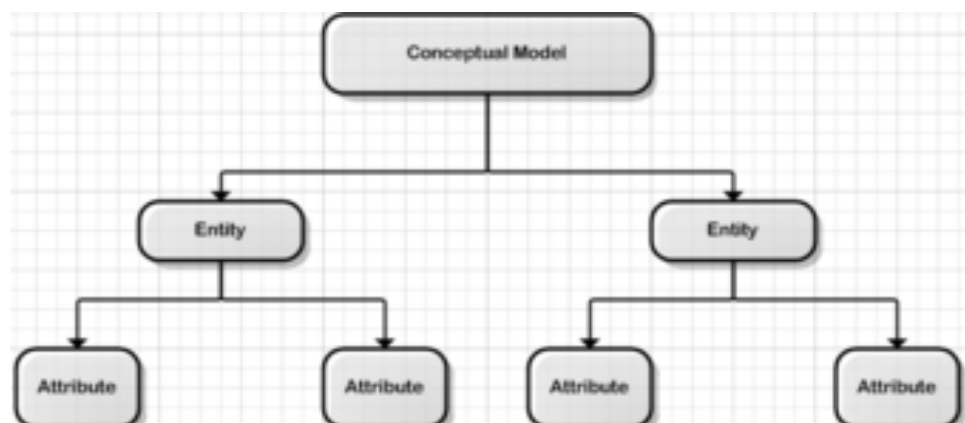 Conceptual Model
Entity
Entity
Attribute
Attribute
Attribute
Attribute